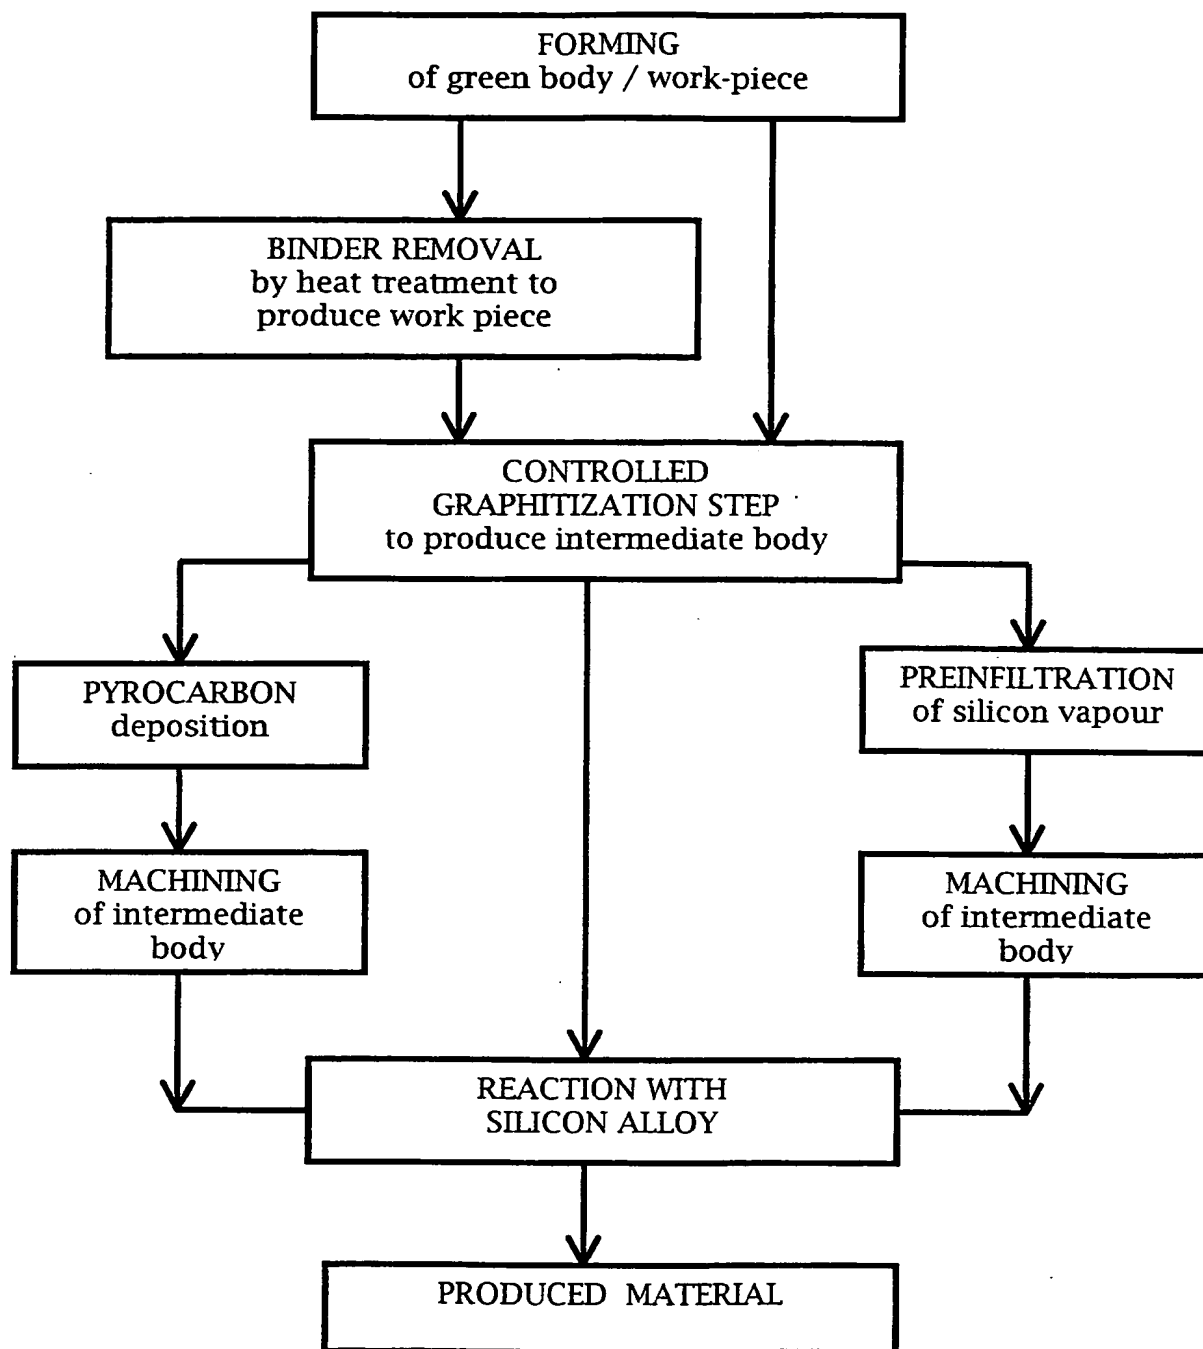 FORMING
of green body / work-piece
BINDER REMOVAL
by heat treatment to
produce work piece
CONTROLLED
GRAPHITIZATION STEP
to produce intermediate body
PYROCARBON
deposition
PREINFILTRATION
of silicon vapour
MACHINING
of intermediate
body
MACHINING
of intermediate
body
REACTION WITH
SILICON ALLOY
PRODUCED MATERIAL